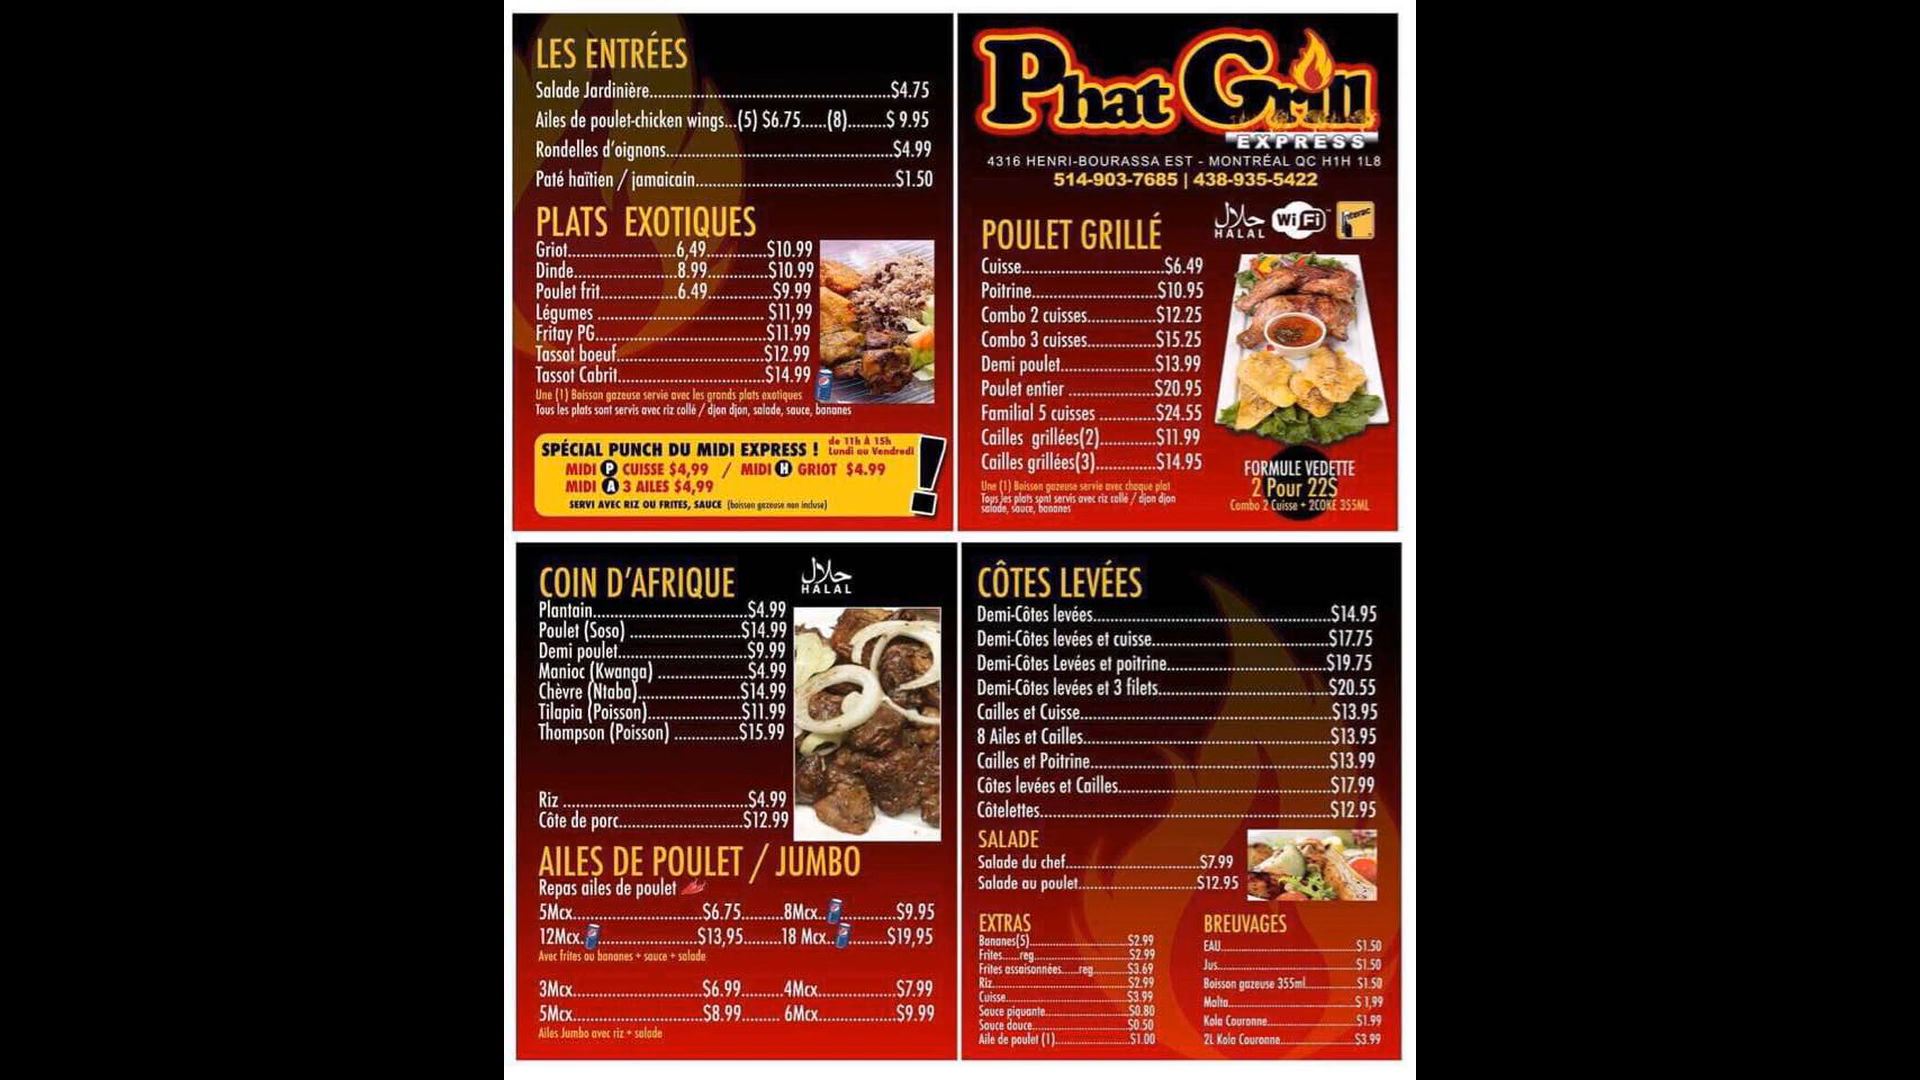 LES ENTRÉES
Salade Jardinière..........$4.75
Ailes de poulet-chicken wings...(5) $6.75......(8).........$ 9.95
Rondelles d'oignons..........$4.99
Paté haïtien / jamaicain..........$1.50
PLATS EXOTIQUES
Griot..........6,49..........$10.99
Dinde..........8.99..........$10.99
Poulet frit..........6.49..........$9.99
Légumes ..........$11,99
Fritay PG..........$11.99
Tassot boeuf..........$12.99
Tassot Cabrit..........$14.99
Une (1) Boisson gazeuse servie avec les grands plats exotiques
Tous les plats sont servis avec riz collé / djon djon, salade, sauce, bananes
SPÉCIAL PUNCH DU MIDI EXPRESS ! de 11h À 15h
Lundi au Vendredi
MIDI P CUISSE $4,99 / MIDI H GRIOT $4.99
MIDI A 3 AILES $4,99
SERVI AVEC RIZ OU FRITES, SAUCE (boisson gazeuse non incluse)
!
Phat Grill
EXPRESS
4316 HENRI-BOURASSA EST - MONTRÉAL QC H1H 1L8
514-903-7685 | 438-935-5422
حلال
HALAL
Wi Fi
Interac
POULET GRILLÉ
Cuisse..........$6.49
Poitrine..........$10.95
Combo 2 cuisses..........$12.25
Combo 3 cuisses..........$15.25
Demi poulet..........$13.99
Poulet entier ..........$20.95
Familial 5 cuisses ..........$24.55
Cailles grillées(2)..........$11.99
Cailles grillées(3)..........$14.95
Une (1) Boisson gazeuse servie avec chaque plat
Tous les plats sont servis avec riz collé / djon djon
salade, sauce, bananes
FORMULE VEDETTE
2 Pour 22$
Combo 2 Cuisse + 2COKE 355ML
COIN D'AFRIQUE
حلال
HALAL
Plantain..........$4.99
Poulet (Soso) ..........$14.99
Demi poulet..........$9.99
Manioc (Kwanga) ..........$4.99
Chèvre (Ntaba)..........$14.99
Tilapia (Poisson)..........$11.99
Thompson (Poisson) ..........$15.99
Riz ..........$4.99
Côte de porc..........$12.99
AILES DE POULET / JUMBO
Repas ailes de poulet
5Mcx..........$6.75..........8Mcx..........$9.95
12Mcx..........$13,95..........18 Mcx..........$19,95
Avec frites ou bananes + sauce + salade
3Mcx..........$6.99..........4Mcx..........$7.99
5Mcx..........$8.99.......... 6Mcx..........$9.99
Ailes Jumbo avec riz + salade
CÔTES LEVÉES
Demi-Côtes levées..........$14.95
Demi-Côtes levées et cuisse..........$17.75
Demi-Côtes Levées et poitrine..........$19.75
Demi-Côtes levées et 3 filets..........$20.55
Cailles et Cuisse..........$13.95
8 Ailes et Cailles..........$13.95
Cailles et Poitrine..........$13.99
Côtes levées et Cailles..........$17.99
Côtelettes..........$12.95
SALADE
Salade du chef..........$7.99
Salade au poulet..........$12.95
EXTRAS
Bananes(5)..........$2.99
Frites......reg..........$2.99
Frites assaisonnées......reg..........$3.69
Riz..........$2.99
Cuisse..........$3.99
Sauce piquante..........$0.80
Sauce douce..........$0.50
Aile de poulet (1)..........$1.00
BREUVAGES
EAU..........$1.50
Jus..........$1.50
Boisson gazeuse 355ml..........$1.50
Malta..........$ 1,99
Kola Couronne..........$1.99
2L Kola Couronne..........$3.99